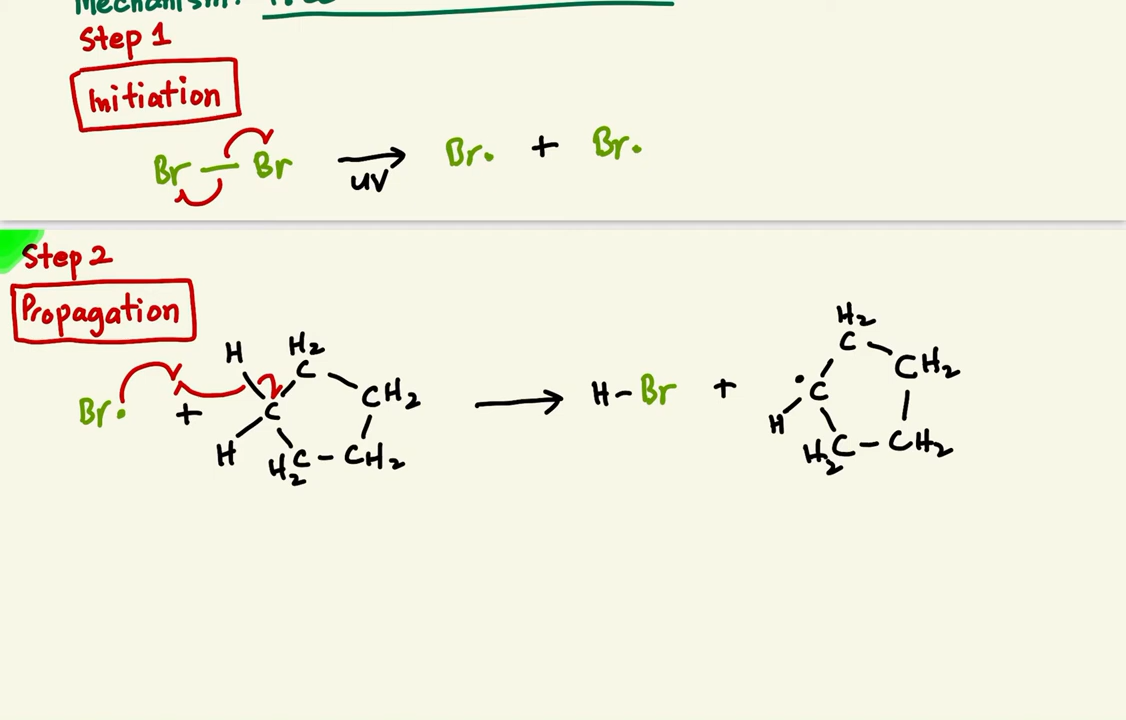 Mechanism:
Step 1
Initiation
Br — Br → Br. + Br.
UV
Step 2
Propagation
H H2 H2
C C
CH2 CH2
Br. + C → H-Br + .C
H H
H2C - CH2 H2C - CH2